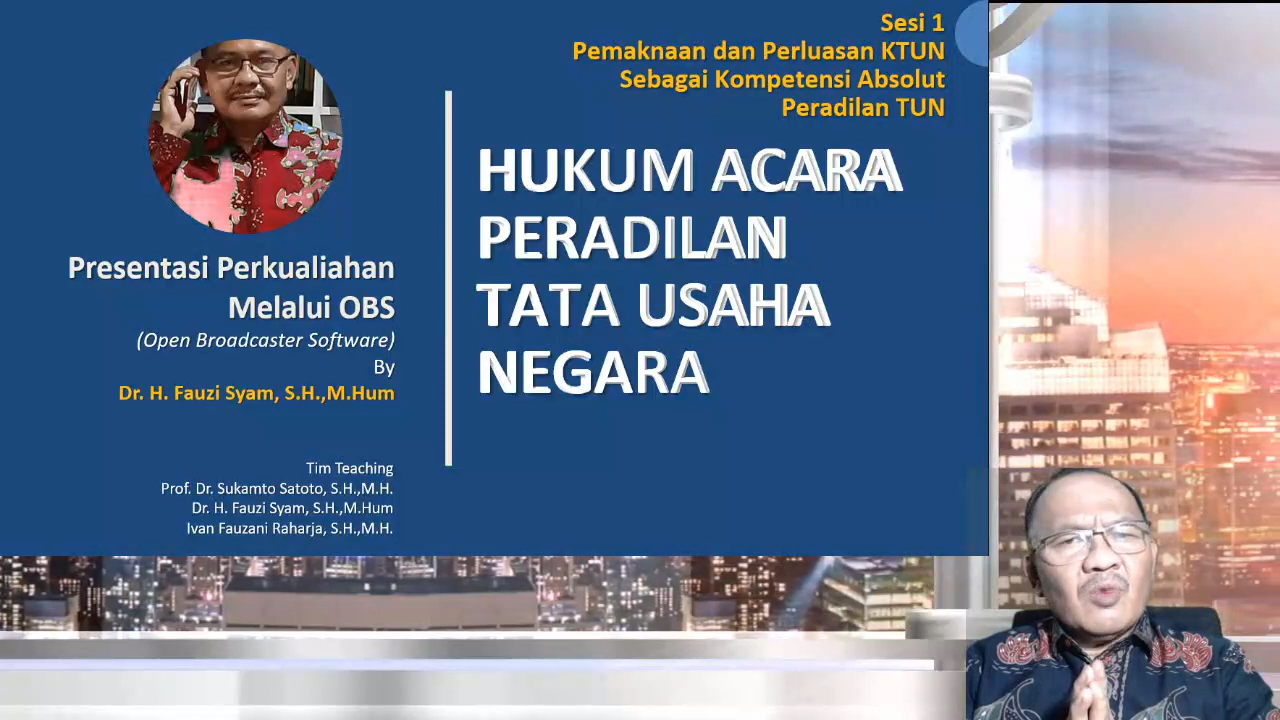 Sesi 1
Pemaknaan dan Perluasan KTUN
Sebagai Kompetensi Absolut
Peradilan TUN
HUKUM ACARA
PERADILAN
TATA USAHA
NEGARA
Presentasi Perkualiahan
Melalui OBS
(Open Broadcaster Software)
By
Dr. H. Fauzi Syam, S.H.,M.Hum
Tim Teaching
Prof. Dr. Sukamto Satoto, S.H.,M.H.
Dr. H. Fauzi Syam, S.H.,M.Hum
Ivan Fauzani Raharja, S.H.,M.H.